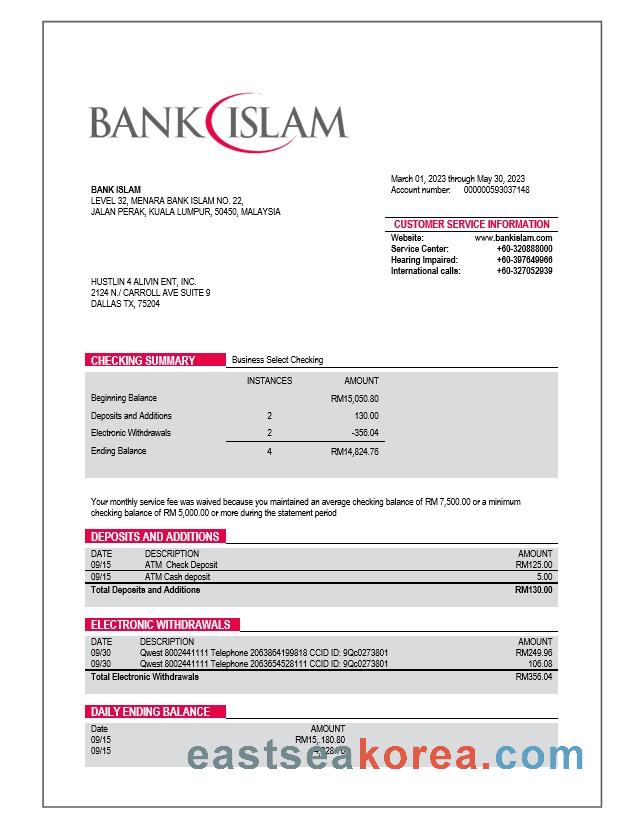 BANK ISLAM
March 01, 2023 through May 30, 2023
Account number: 000000593037148
BANK ISLAM
LEVEL 32, MENARA BANK ISLAM NO. 22,
JALAN PERAK, KUALA LUMPUR, 50450, MALAYSIA
CUSTOMER SERVICE INFORMATION
Website: www.bankislam.com
Service Center: +60-320888000
Hearing Impaired: +60-397649966
International calls: +60-327052939
HUSTLIN 4 ALIVIN ENT, INC.
2124 N./ CARROLL AVE SUITE 9
DALLAS TX, 75204
CHECKING SUMMARY Business Select Checking
INSTANCES AMOUNT
Beginning Balance RM15,050.80
Deposits and Additions 2 130.00
Electronic Withdrawals 2 -356.04
Ending Balance 4 RM14,824.76
Your monthly service fee was waived because you maintained an average checking balance of RM 7,500.00 or a minimum
checking balance of RM 5,000.00 or more during the statement period
DEPOSITS AND ADDITIONS
DATE DESCRIPTION AMOUNT
09/15 ATM Check Deposit RM125.00
09/15 ATM Cash deposit 5.00
Total Deposits and Additions RM130.00
ELECTRONIC WITHDRAWALS
DATE DESCRIPTION AMOUNT
09/30 Qwest 8002441111 Telephone 2063864199818 CCID ID: 9Qc0273801 RM249.96
09/30 Qwest 8002441111 Telephone 2063654528111 CCID ID: 9Qc0273801 106.08
Total Electronic Withdrawals RM356.04
DAILY ENDING BALANCE
Date AMOUNT
09/15 RM15,.180.80
09/15
eastseakorea.com